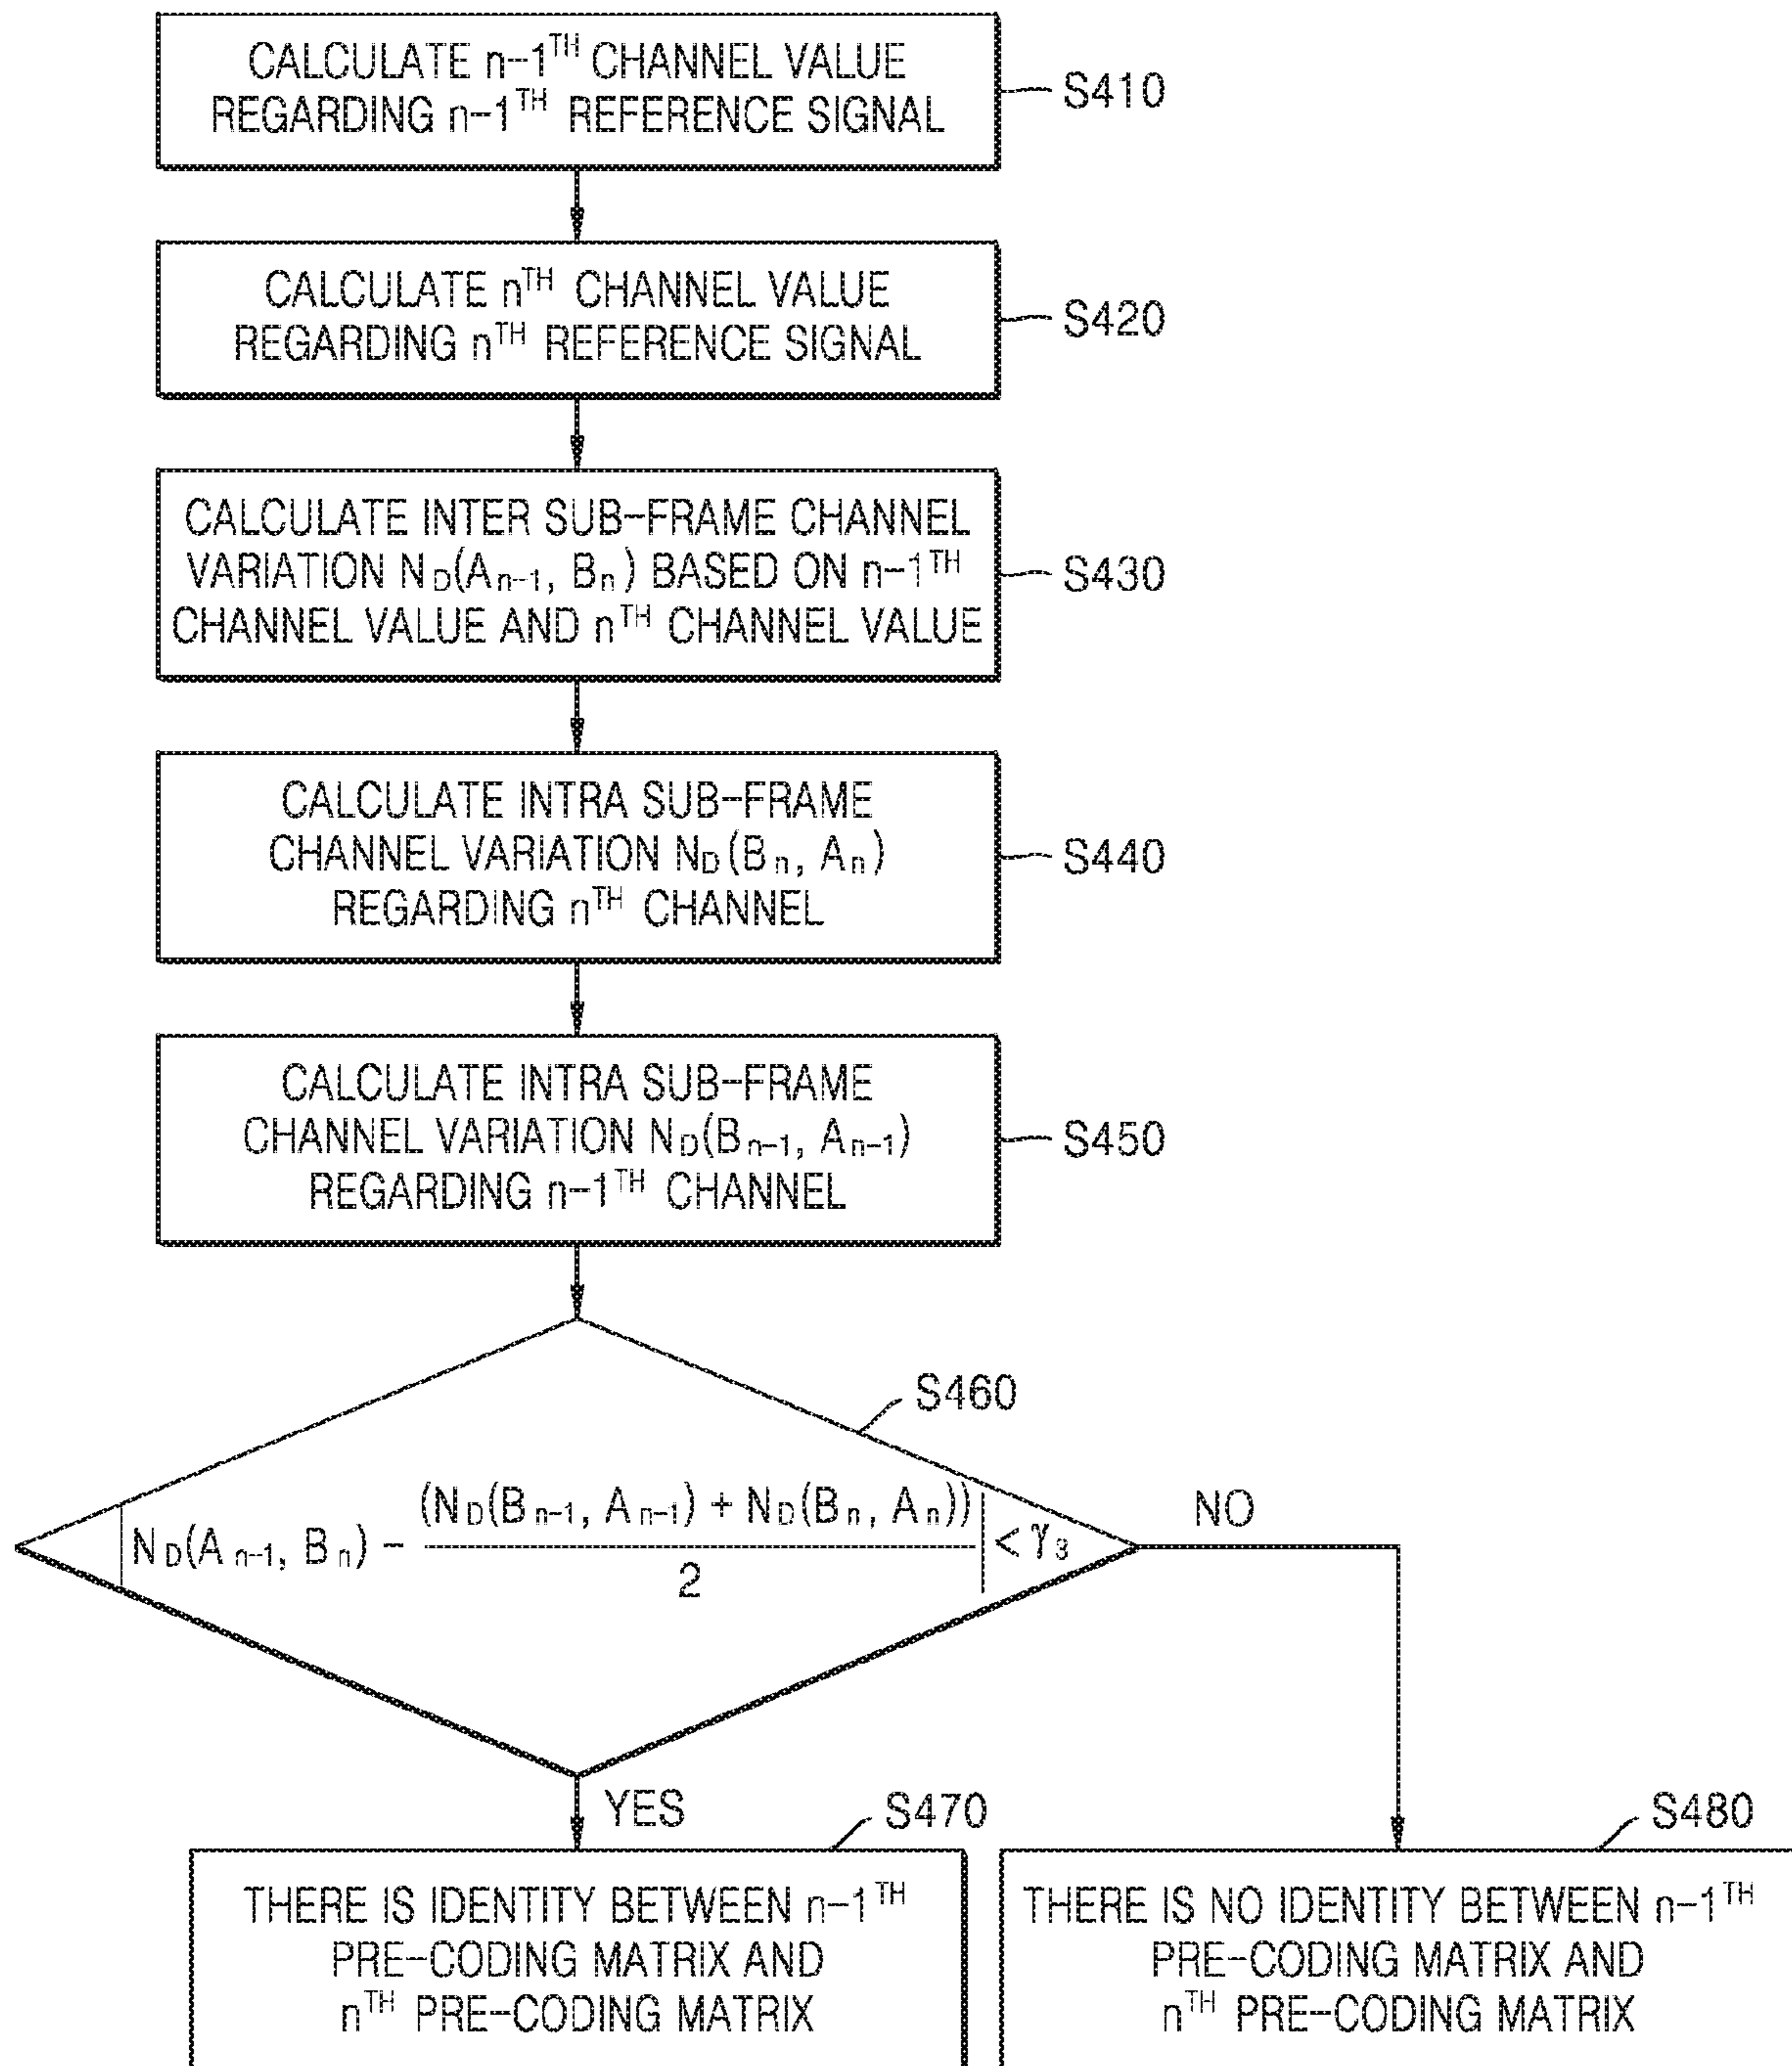 CALCULATE n-1TH CHANNEL VALUE
REGARDING n-1TH REFERENCE SIGNAL
S410
CALCULATE nTH CHANNEL VALUE
REGARDING nTH REFERENCE SIGNAL
S420
CALCULATE INTER SUB-FRAME CHANNEL
VARIATION ND(An-1, Bn) BASED ON n-1TH
CHANNEL VALUE AND nTH CHANNEL VALUE
S430
CALCULATE INTRA SUB-FRAME
CHANNEL VARIATION ND(Bn, An)
REGARDING nTH CHANNEL
S440
CALCULATE INTRA SUB-FRAME
CHANNEL VARIATION ND(Bn-1, An-1)
REGARDING n-1TH CHANNEL
S450
S460
|ND(An-1, Bn) - (ND(Bn-1, An-1) + ND(Bn, An))/2| < γ3
NO
YES
S470
THERE IS IDENTITY BETWEEN n-1TH
PRE-CODING MATRIX AND
nTH PRE-CODING MATRIX
S480
THERE IS NO IDENTITY BETWEEN n-1TH
PRE-CODING MATRIX AND
nTH PRE-CODING MATRIX